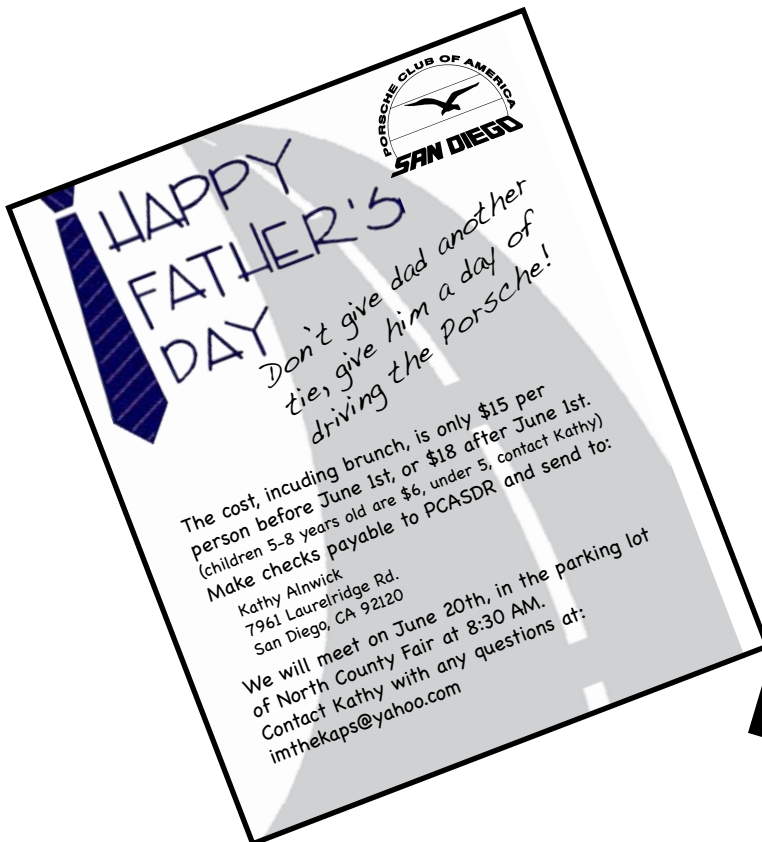 PORSCHE CLUB OF AMERICA
SAN DIEGO
HAPPY
FATHER'S
DAY
Don't give dad another
tie, give him a day of
driving the Porsche!
The cost, incuding brunch, is only $15 per
person before June 1st, or $18 after June 1st.
(children 5-8 years old are $6, under 5, contact Kathy)
Make checks payable to PCASDR and send to:
Kathy Alnwick
7961 Laurelridge Rd.
San Diego, CA 92120
We will meet on June 20th, in the parking lot
of North County Fair at 8:30 AM.
Contact Kathy with any questions at:
imthekaps@yahoo.com